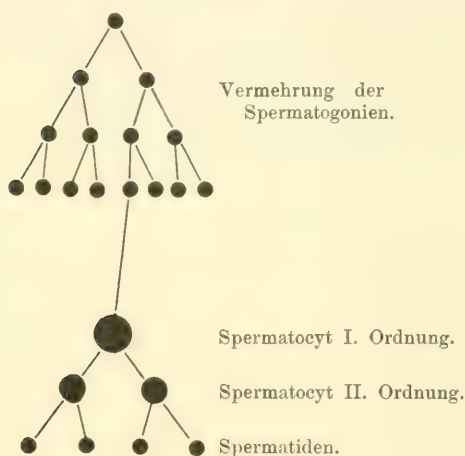 Vermehrung der
Spermatogonien.
Spermatocyt I. Ordnung.
Spermatocyt II. Ordnung.
Spermatiden.